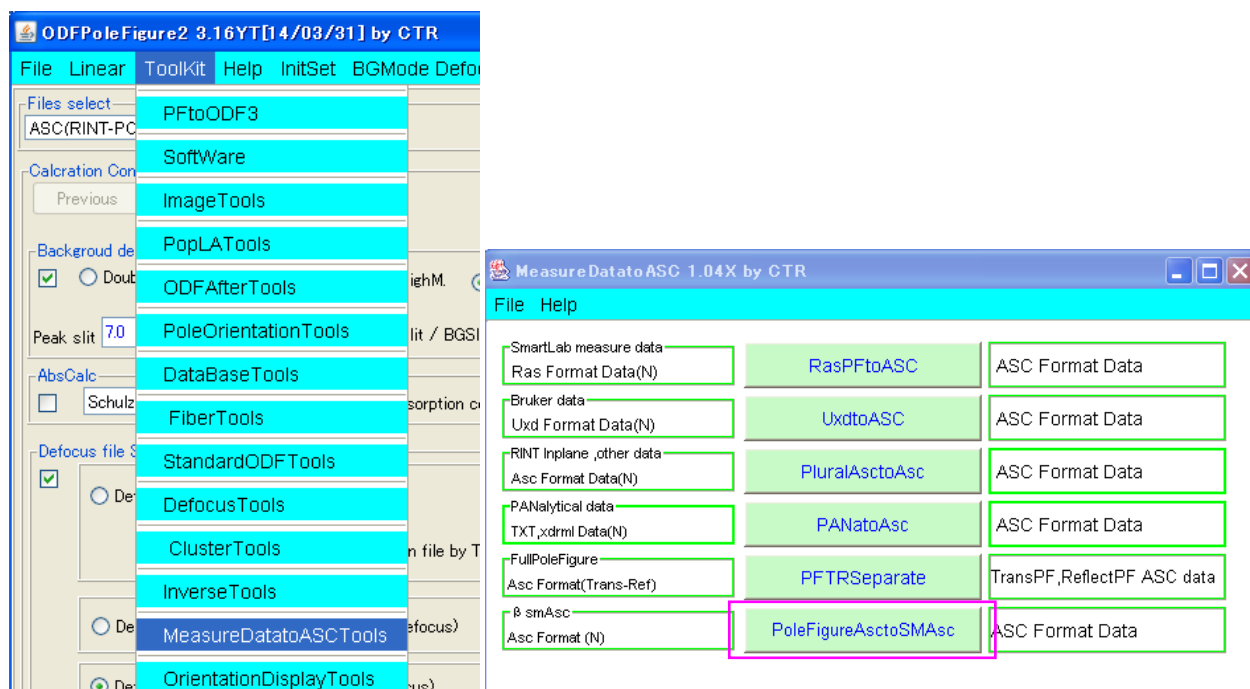 ODFPoleFigure2 3.16YT[14/03/31] by CTR
File Linear ToolKit Help InitSet BGMode
Files select
PFtoODF3
SoftWare
Calcration Con
Previous
ImageTools
PopLATools
Backgroud de
ighM.
ODFAfterTools
Peak slit 7.0
PoleOrientationTools
lit / BGSl
AbsCalc
DataBaseTools
Schulz
sorption c
FiberTools
Defocus file S
StandardODFTools
De
DefocusTools
ClusterTools
n file by T
InverseTools
De
MeasureDatatoASCTools
efocus)
De
OrientationDisplayTools
MeasureDatatoASC 1.04X by CTR
File Help
SmartLab measure data
Ras Format Data(N)
RasPFtoASC
ASC Format Data
Bruker data
Uxd Format Data(N)
UxdtoASC
ASC Format Data
RINT Inplane ,other data
Asc Format Data(N)
PluralAsctoAsc
ASC Format Data
PANalytical data
TXT,xdrml Data(N)
PANatoAsc
ASC Format Data
FullPoleFigure
Asc Format(Trans-Ref)
PFTRSeparate
TransPF,ReflectPF ASC data
β smAsc
Asc Format (N)
PoleFigureAsctoSMAsc
ASC Format Data